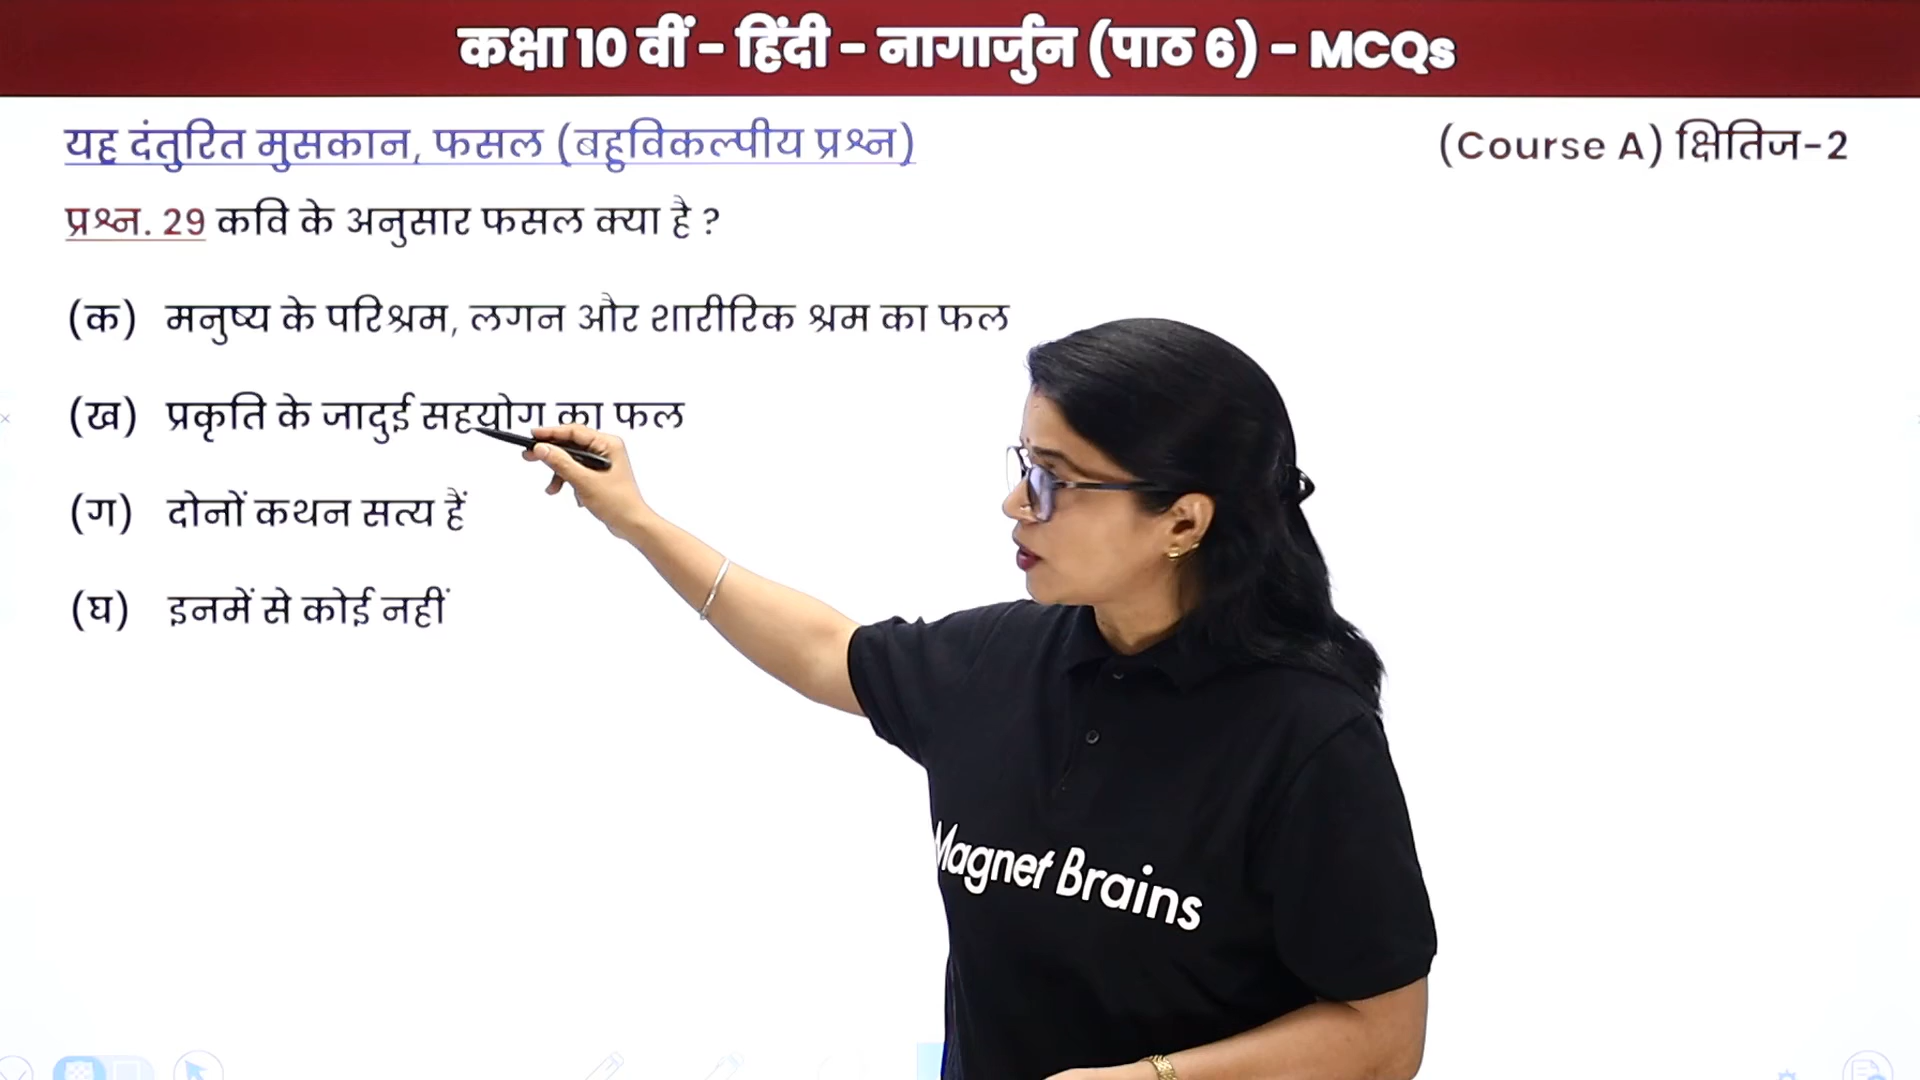 कक्षा 10 वीं - हिंदी - नागार्जुन (पाठ 6) - MCQs
यह दंतुरित मुसकान, फसल (बहुविकल्पीय प्रश्न)
(Course A) क्षितिज-2
प्रश्न. 29 कवि के अनुसार फसल क्या है ?
(क) मनुष्य के परिश्रम, लगन और शारीरिक श्रम का फल
(ख) प्रकृति के जादुई सहयोग का फल
(ग) दोनों कथन सत्य हैं
(घ) इनमें से कोई नहीं
Magnet Brains